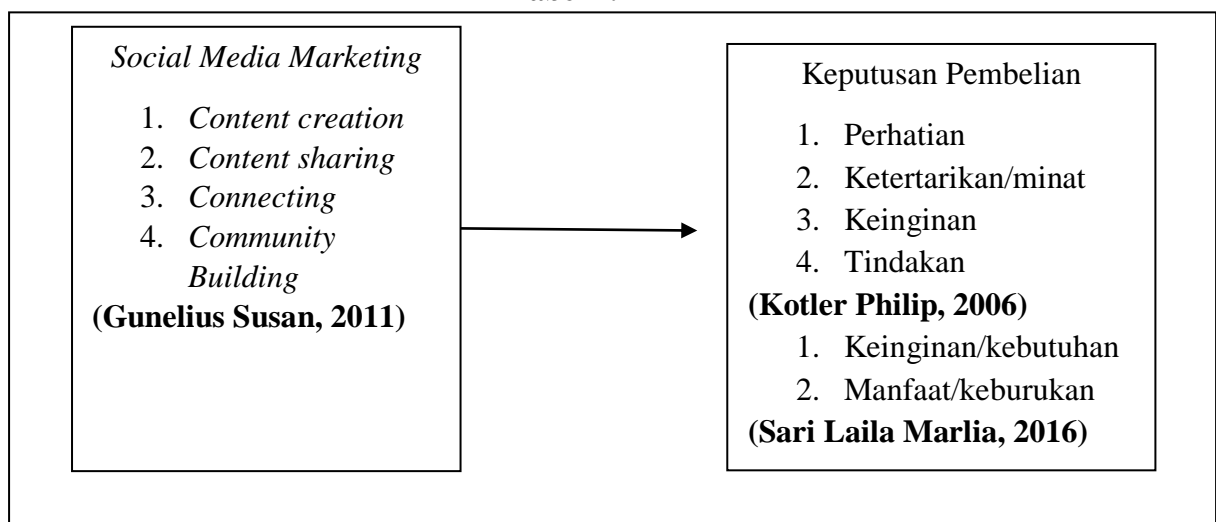 Social Media Marketing
1. Content creation
2. Content sharing
3. Connecting
4. Community
Building
(Gunelius Susan, 2011)
Keputusan Pembelian
1. Perhatian
2. Ketertarikan/minat
3. Keinginan
4. Tindakan
(Kotler Philip, 2006)
1. Keinginan/kebutuhan
2. Manfaat/keburukan
(Sari Laila Marlia, 2016)